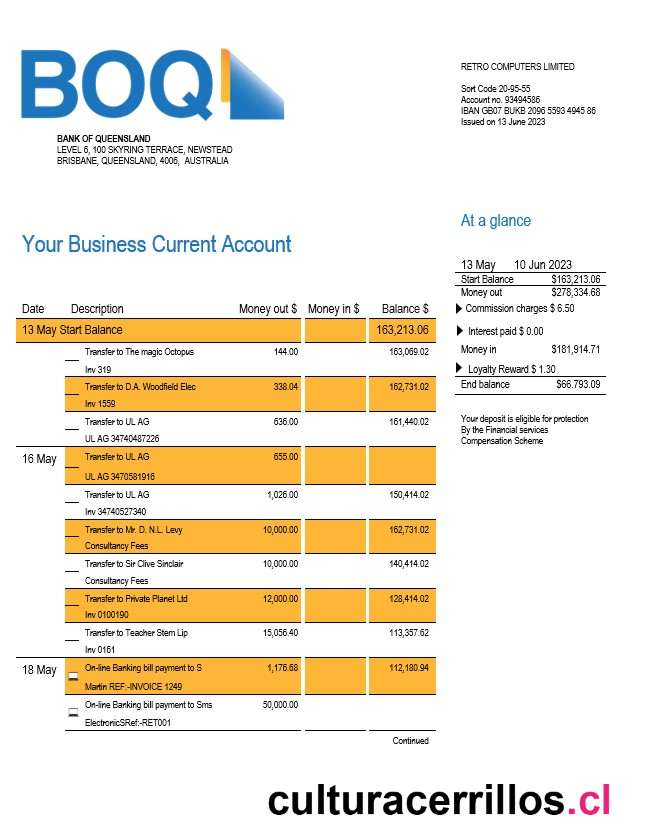 BOQ
RETRO COMPUTERS LIMITED
Sort Code 20-95-55
Account no. 93494586
IBAN GB07 BUKB 2096 5593 4945 86
Issued on 13 June 2023
BANK OF QUEENSLAND
LEVEL 6, 100 SKYRING TERRACE, NEWSTEAD
BRISBANE, QUEENSLAND, 4006, AUSTRALIA
At a glance
Your Business Current Account
13 May 10 Jun 2023
Start Balance $163,213.06
Money out $278,334.68
Commission charges $ 6.50
Interest paid $ 0.00
Money in $181,914.71
Loyalty Reward $ 1.30
End balance $66.793.09
Your deposit is eligible for protection
By the Financial services
Compensation Scheme
Date Description Money out $ Money in $ Balance $
13 May Start Balance 163,213.06
Transfer to The magic Octopus 144.00 163,069.02
Inv 319
Transfer to D.A. Woodfield Elec 338.04 162,731.02
Inv 1559
Transfer to UL AG 636.00 161,440.02
UL AG 34740487226
16 May Transfer to UL AG 655.00
UL AG 3470581916
Transfer to UL AG 1,026.00 150,414.02
Inv 34740527340
Transfer to Mr. D. N.L. Levy 10,000.00 162,731.02
Consultancy Fees
Transfer to Sir Clive Sinclair 10,000.00 140,414.02
Consultancy Fees
Transfer to Private Planet Ltd 12,000.00 128,414.02
Inv 0100190
Transfer to Teacher Stem Lip 15,056.40 113,357.62
Inv 0161
18 May On-line Banking bill payment to S 1,176.68 112,180.94
Martin REF:-INVOICE 1249
On-line Banking bill payment to Sms 50,000.00
ElectronicSRef:-RET001
Continued
culturacerrillos.cl